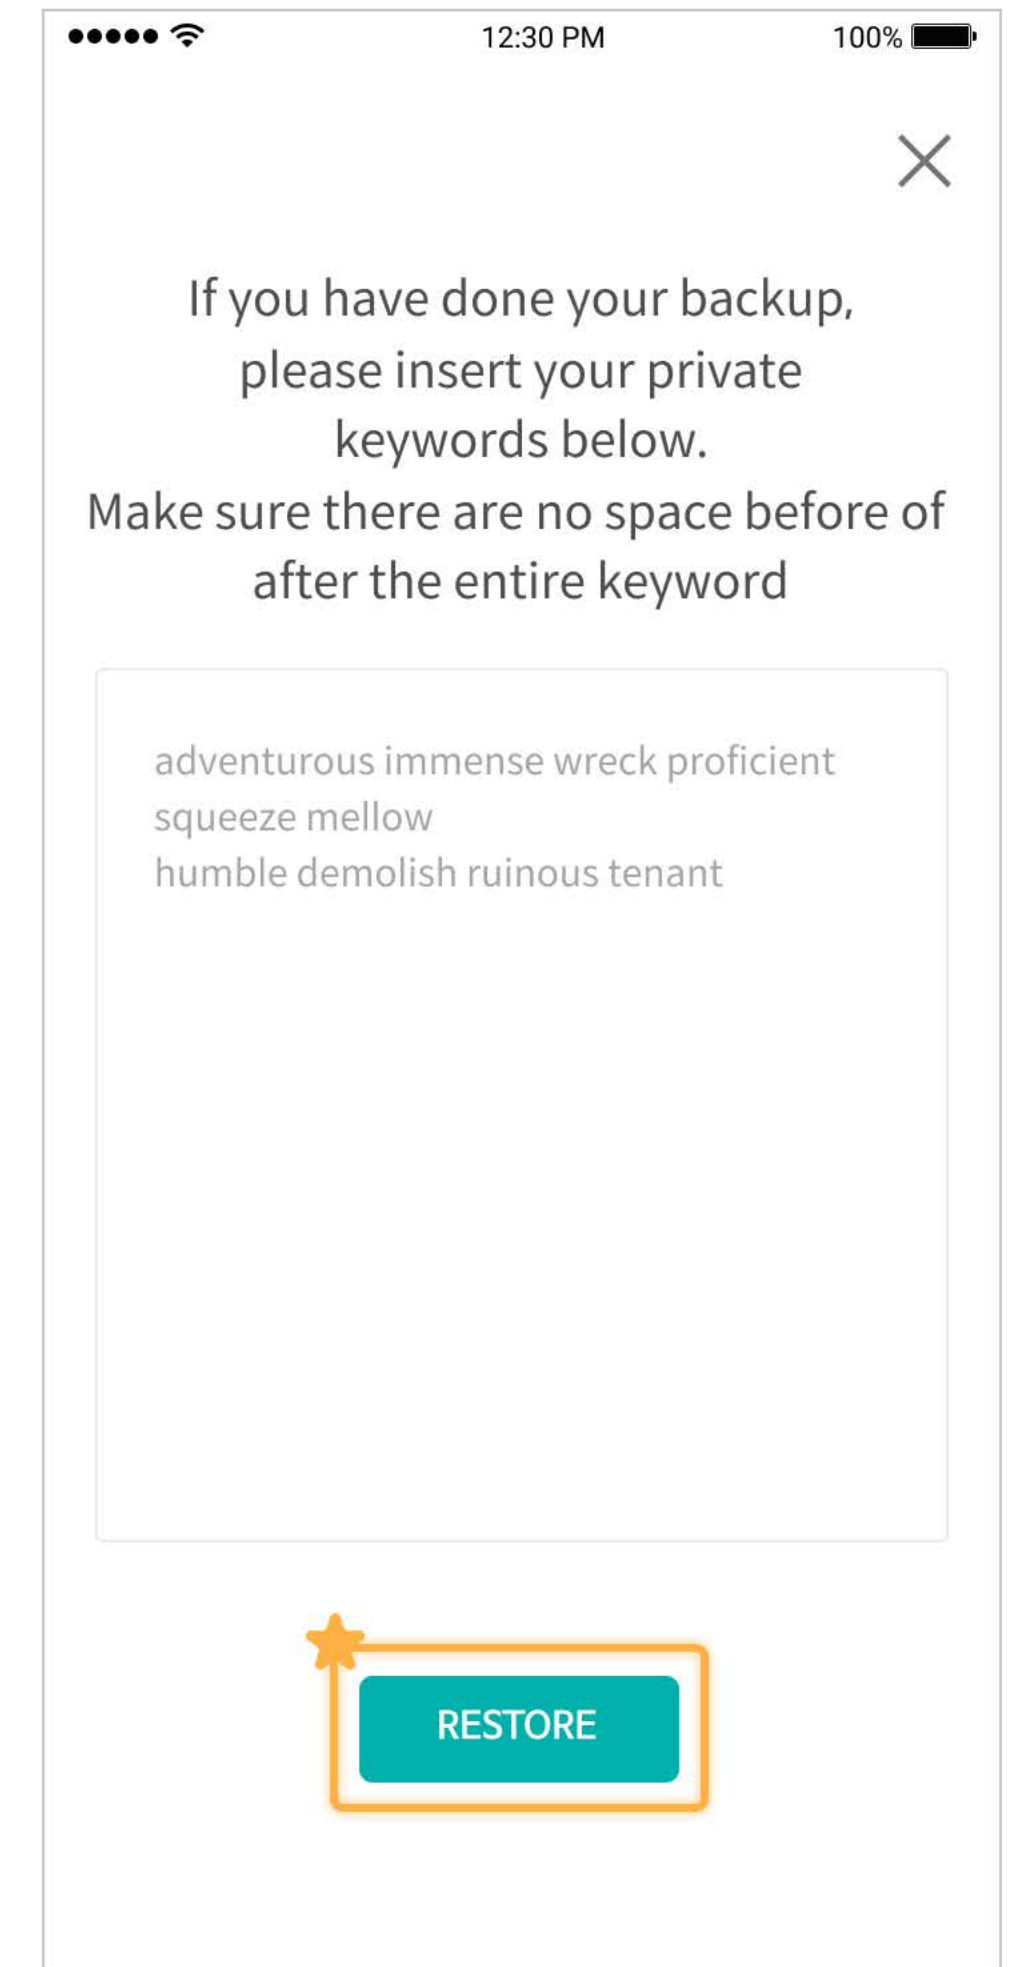 12:30 PM 100%
If you have done your backup,
please insert your private
keywords below.
Make sure there are no space before of
after the entire keyword
adventurous immense wreck proficient
squeeze mellow
humble demolish ruinous tenant
RESTORE